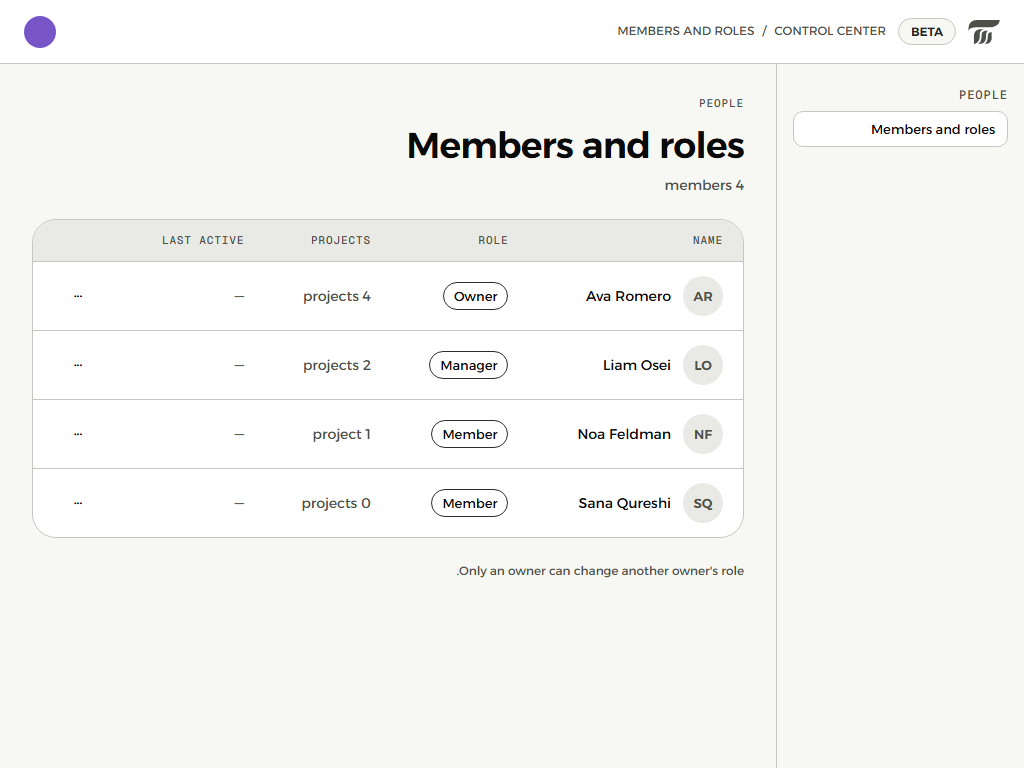 BETA
CONTROL CENTER / MEMBERS AND ROLES
PEOPLE
Members and roles
PEOPLE
Members and roles
4 members
NAME ROLE PROJECTS LAST ACTIVE
AR Ava Romero Owner 4 projects — ...
LO Liam Osei Manager 2 projects — ...
NF Noa Feldman Member 1 project — ...
SQ Sana Qureshi Member 0 projects — ...
Only an owner can change another owner's role.